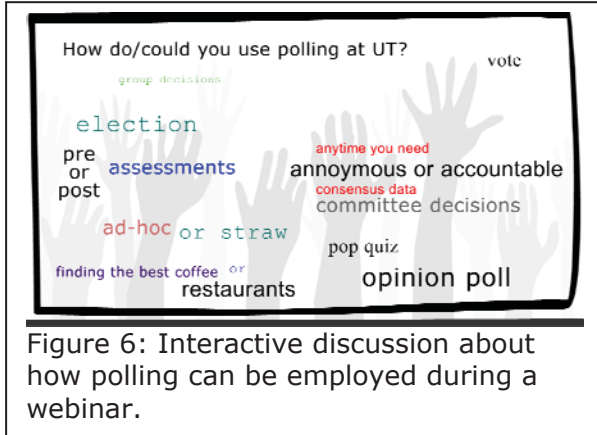 How do/could you use polling at UT?
vote
group decisions
election
pre
or
post
assessments
anytime you need
annoymous or accountable
consensus data
committee decisions
ad-hoc or straw
pop quiz
finding the best coffee or
restaurants
opinion poll
Figure 6: Interactive discussion about
how polling can be employed during a
webinar.